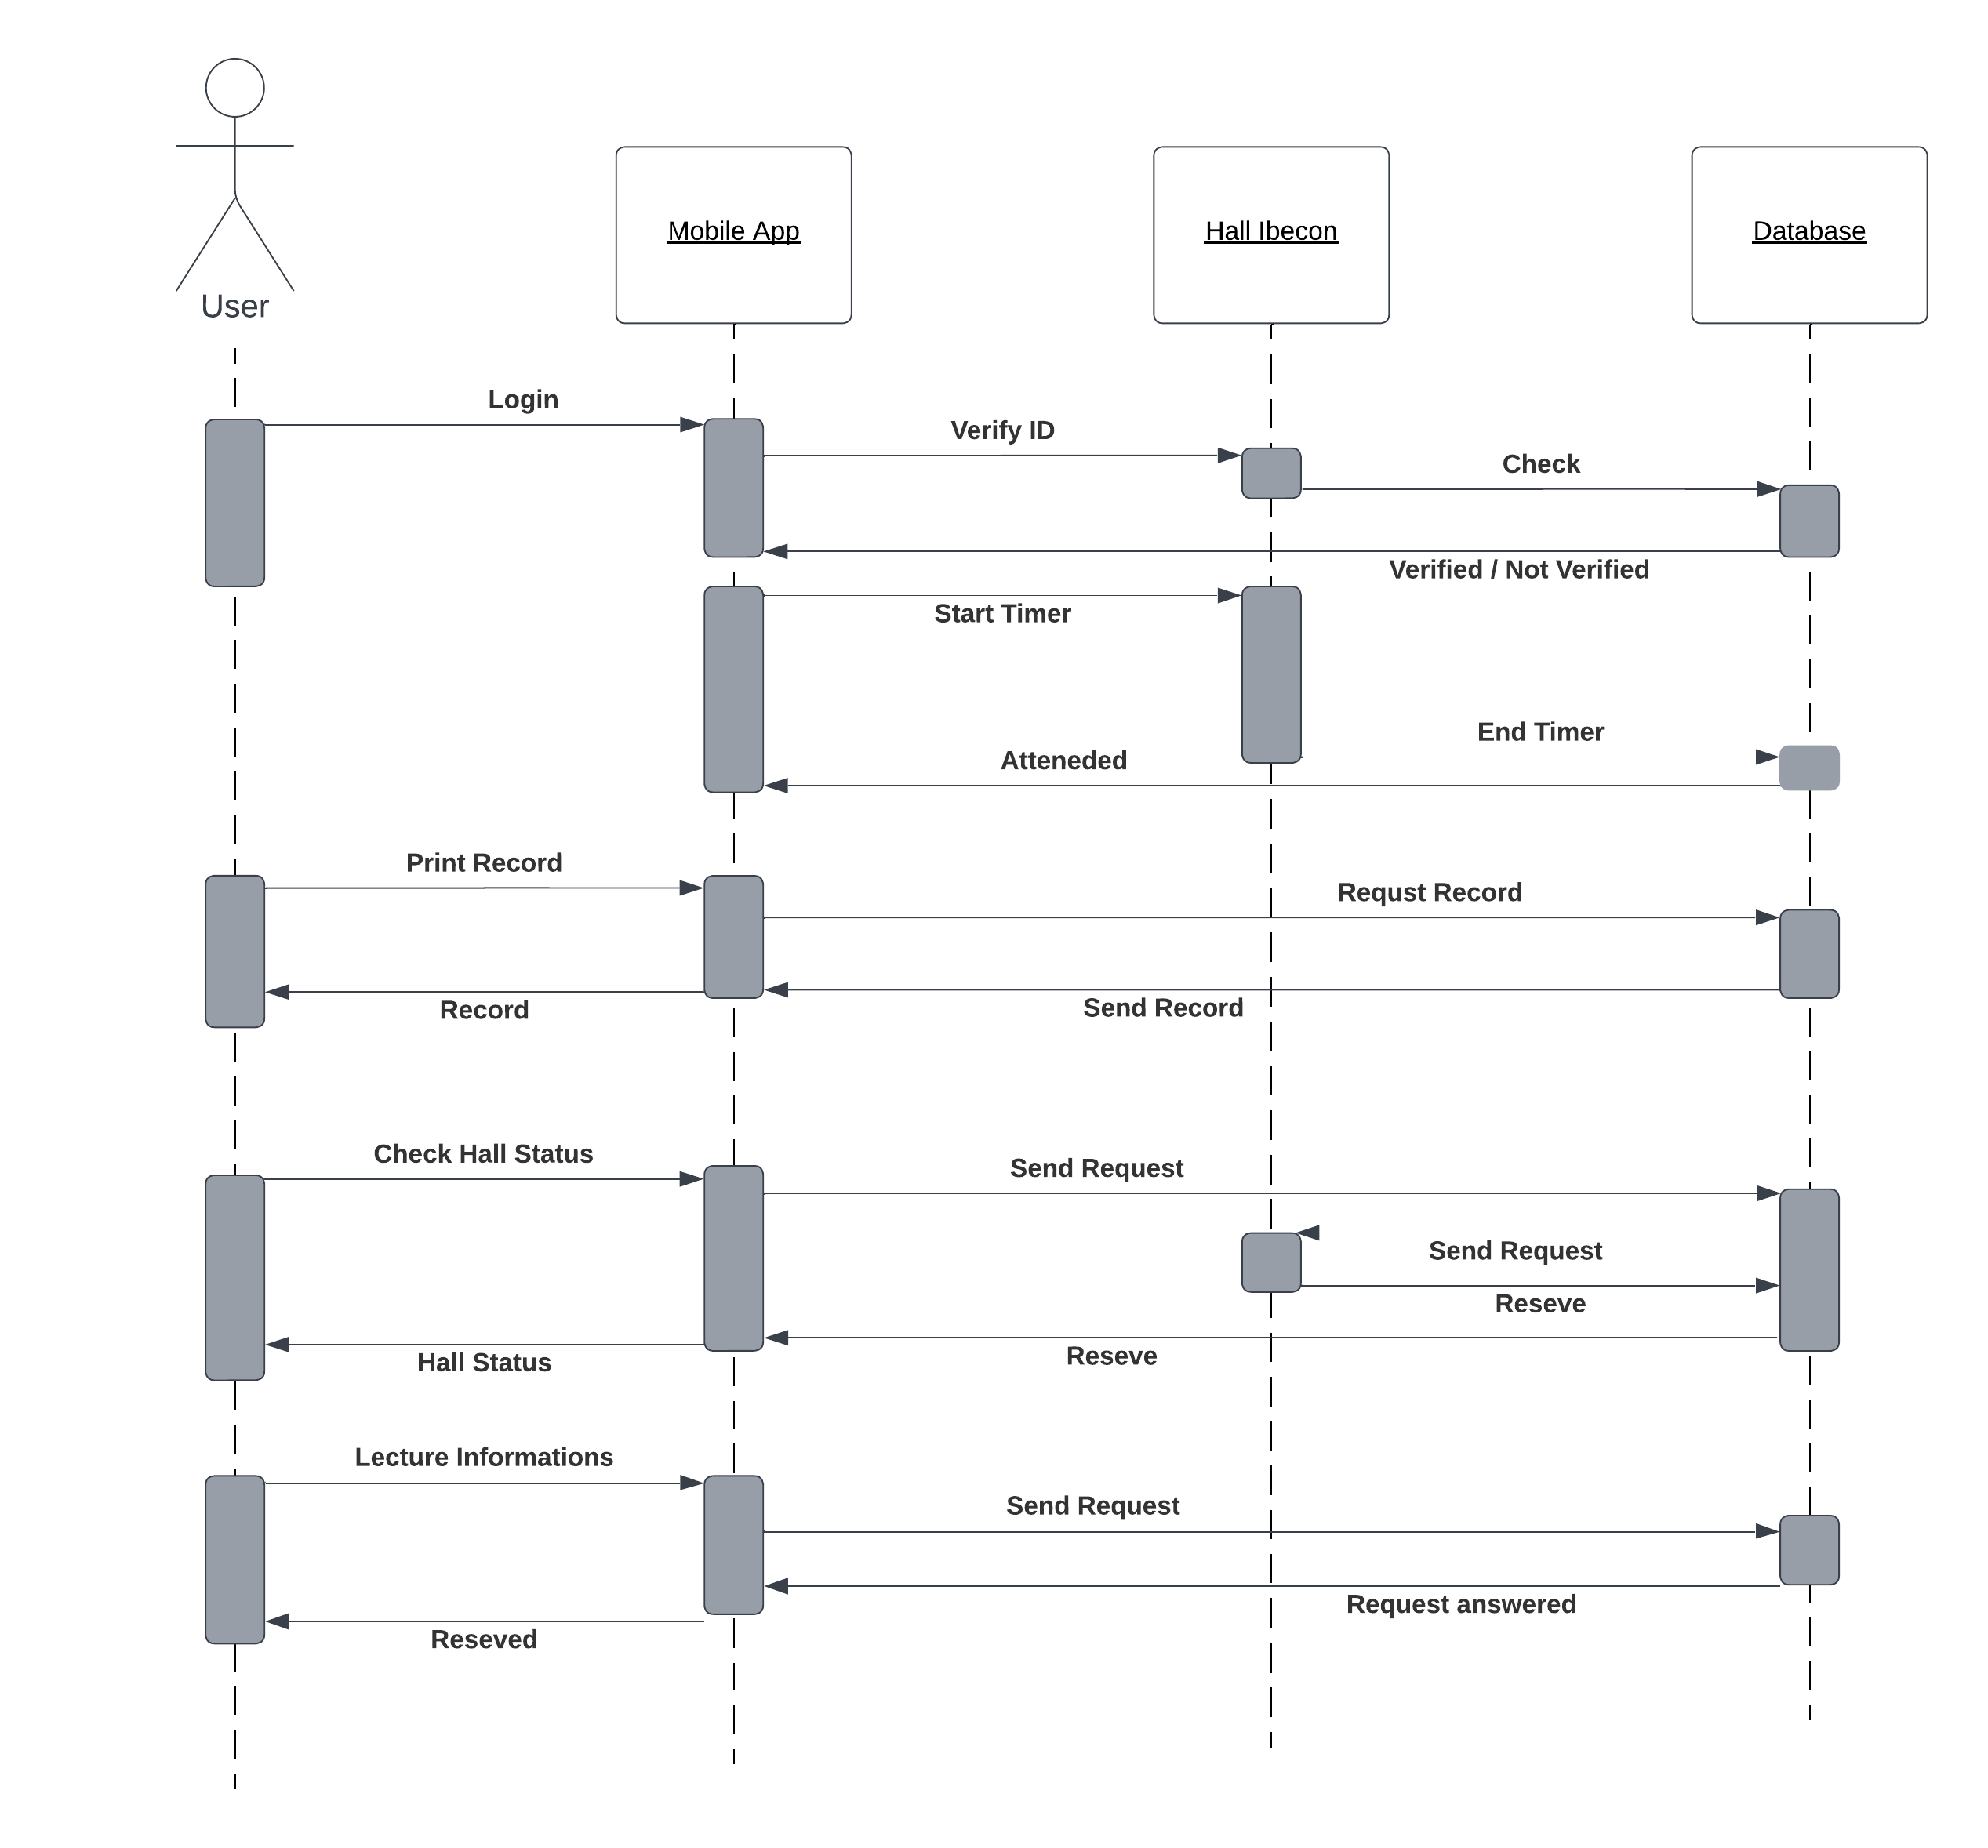 User
Mobile App
Hall Ibecon
Database
Login
Verify ID
Check
Verified / Not Verified
Start Timer
End Timer
Atteneded
Print Record
Requst Record
Record
Send Record
Check Hall Status
Send Request
Send Request
Reseve
Reseve
Hall Status
Lecture Informations
Send Request
Request answered
Reseved